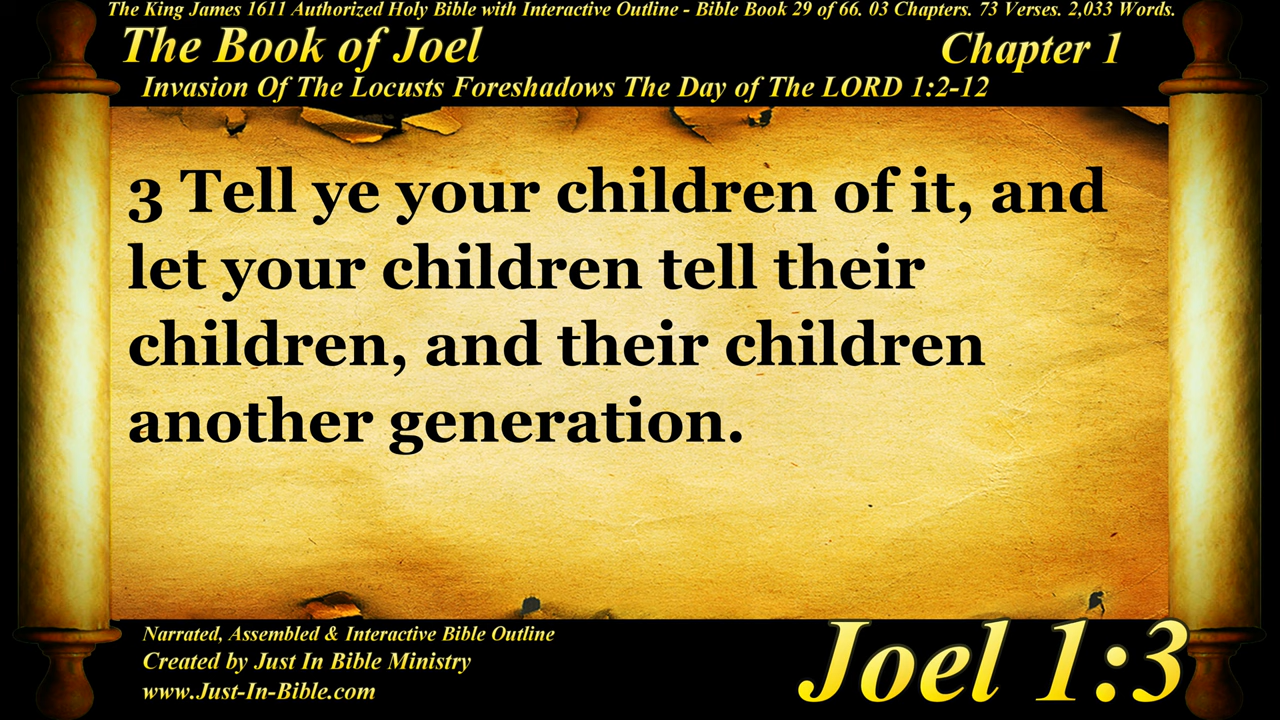 The King James 1611 Authorized Holy Bible with Interactive Outline - Bible Book 29 of 66. 03 Chapters. 73 Verses. 2,033 Words.
The Book of Joel
Chapter 1
Invasion Of The Locusts Foreshadows The Day of The LORD 1:2-12
3 Tell ye your children of it, and
let your children tell their
children, and their children
another generation.
Narrated, Assembled & Interactive Bible Outline
Created by Just In Bible Ministry
www.Just-In-Bible.com
Joel 1:3